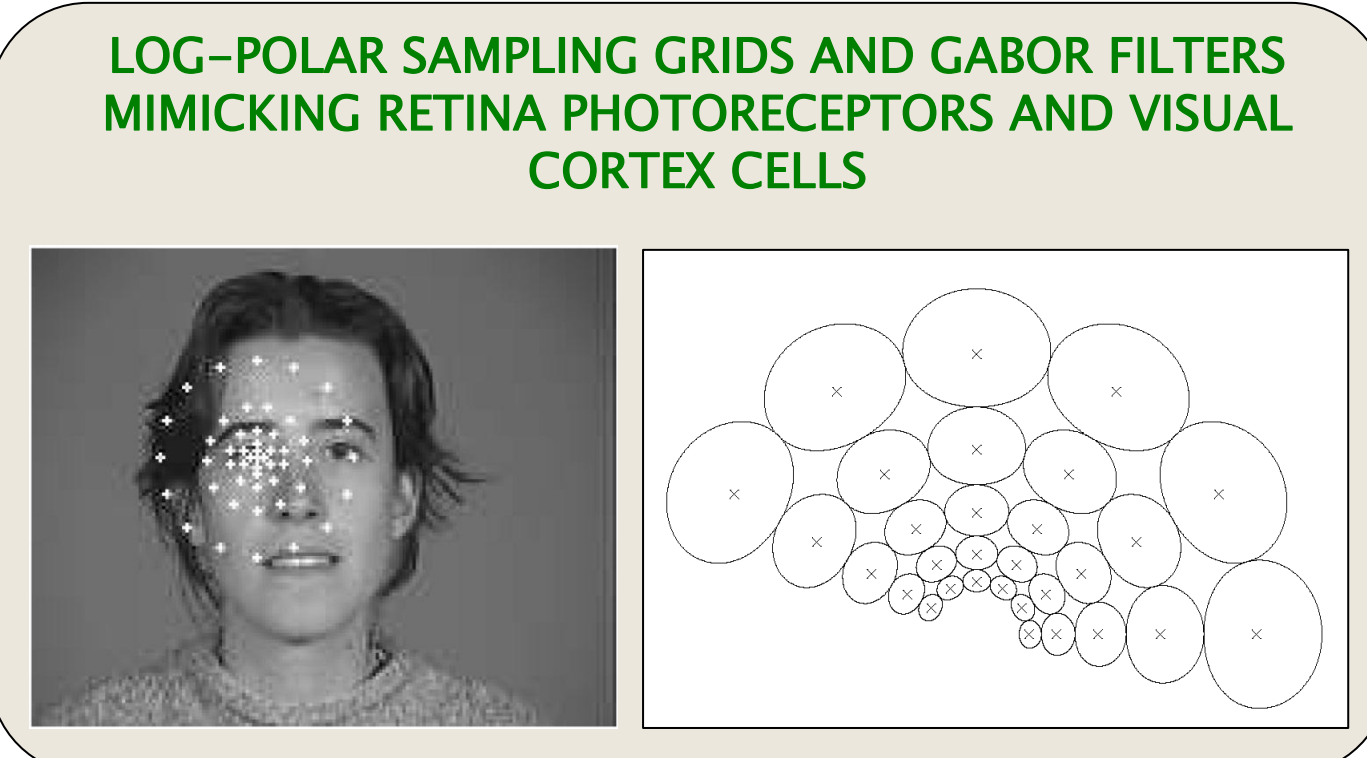 LOG-POLAR SAMPLING GRIDS AND GABOR FILTERS
MIMICKING RETINA PHOTORECEPTORS AND VISUAL
CORTEX CELLS